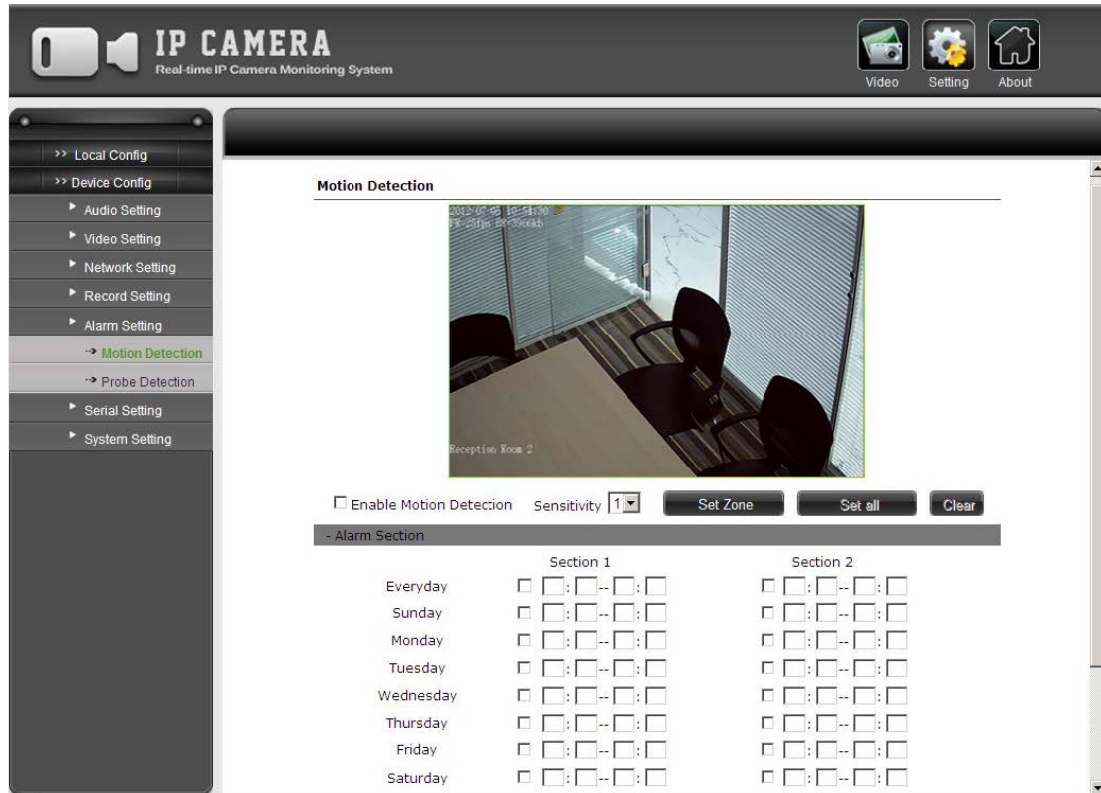 IP CAMERA
Real-time IP Camera Monitoring System
Video Setting About
>> Local Config
>> Device Config
Audio Setting
Video Setting
Network Setting
Record Setting
Alarm Setting
Motion Detection
Probe Detection
Serial Setting
System Setting
Motion Detection
Reception Room 2
Enable Motion Detection Sensitivity 1 Set Zone Set all Clear
- Alarm Section
Section 1 Section 2
Everyday : -- : : -- :
Sunday : -- : : -- :
Monday : -- : : -- :
Tuesday : -- : : -- :
Wednesday : -- : : -- :
Thursday : -- : : -- :
Friday : -- : : -- :
Saturday : -- : : -- :